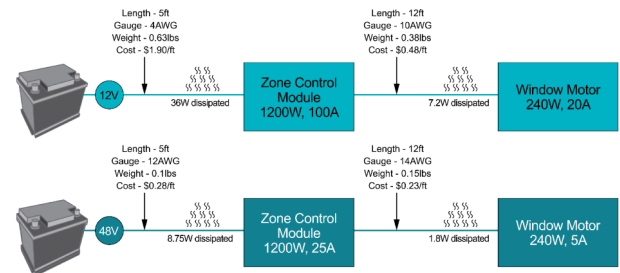 Length - 5ft
Gauge - 4AWG
Weight - 0.63lbs
Cost - $1.90/ft
12V
36W dissipated
Zone Control
Module
1200W, 100A
Length - 12ft
Gauge - 10AWG
Weight - 0.38lbs
Cost - $0.48/ft
7.2W dissipated
Window Motor
240W, 20A
Length - 5ft
Gauge - 12AWG
Weight - 0.1lbs
Cost - $0.28/ft
48V
8.75W dissipated
Zone Control
Module
1200W, 25A
Length - 12ft
Gauge - 14AWG
Weight - 0.15lbs
Cost - $0.23/ft
1.8W dissipated
Window Motor
240W, 5A